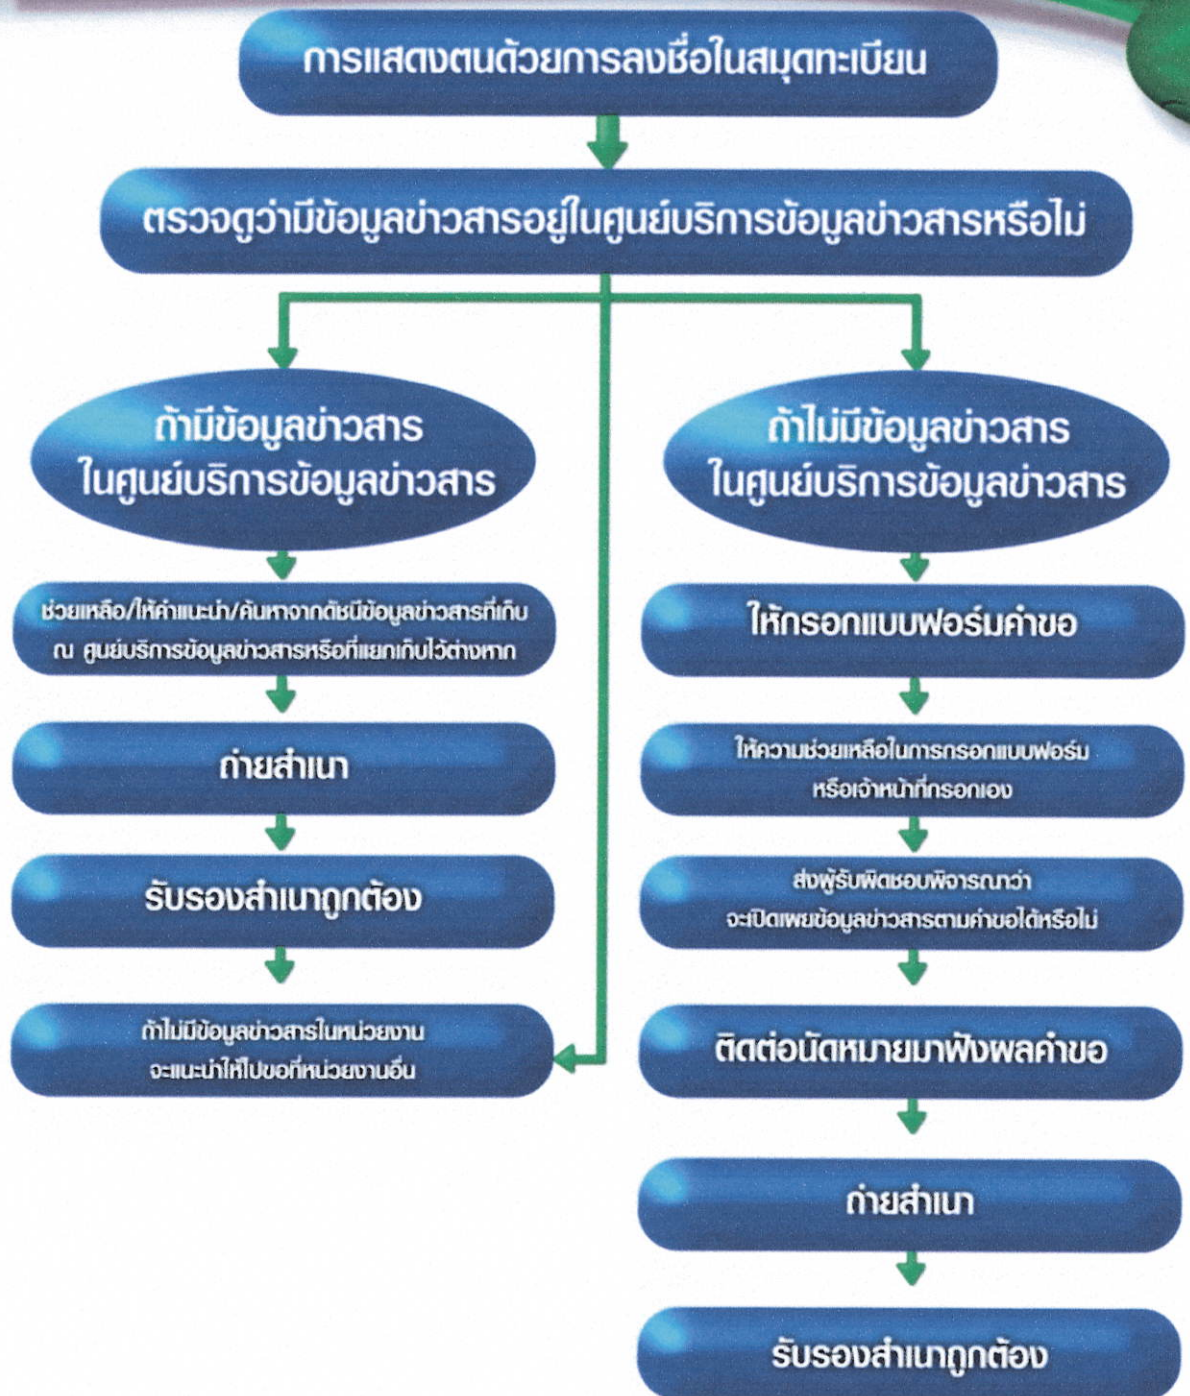 การแสดงตนด้วยการลงชื่อในสมุดทะเบียน
ตรวจดูว่ามีข้อมูลข่าวสารอยู่ในศูนย์บริการข้อมูลข่าวสารหรือไม่
ถ้ามีข้อมูลข่าวสาร
ในศูนย์บริการข้อมูลข่าวสาร
ช่วยเหลือ/ให้คำแนะนำ/ค้นหาจากดัชนีข้อมูลข่าวสารที่เก็บ
ณ ศูนย์บริการข้อมูลข่าวสารหรือที่แยกเก็บไว้ต่างหาก
ถ่ายสำเนา
รับรองสำเนาถูกต้อง
ถ้าไม่มีข้อมูลข่าวสารในหน่วยงาน
จะแนะนำให้ไปขอที่หน่วยงานอื่น
ถ้าไม่มีข้อมูลข่าวสาร
ในศูนย์บริการข้อมูลข่าวสาร
ให้กรอกแบบฟอร์มคำขอ
ให้ความช่วยเหลือในการกรอกแบบฟอร์ม
หรือเจ้าหน้าที่กรอกเอง
ส่งผู้รับผิดชอบพิจารณาว่า
จะเปิดเผยข้อมูลข่าวสารตามคำขอได้หรือไม่
ติดต่อนัดหมายมาฟังผลคำขอ
ถ่ายสำเนา
รับรองสำเนาถูกต้อง